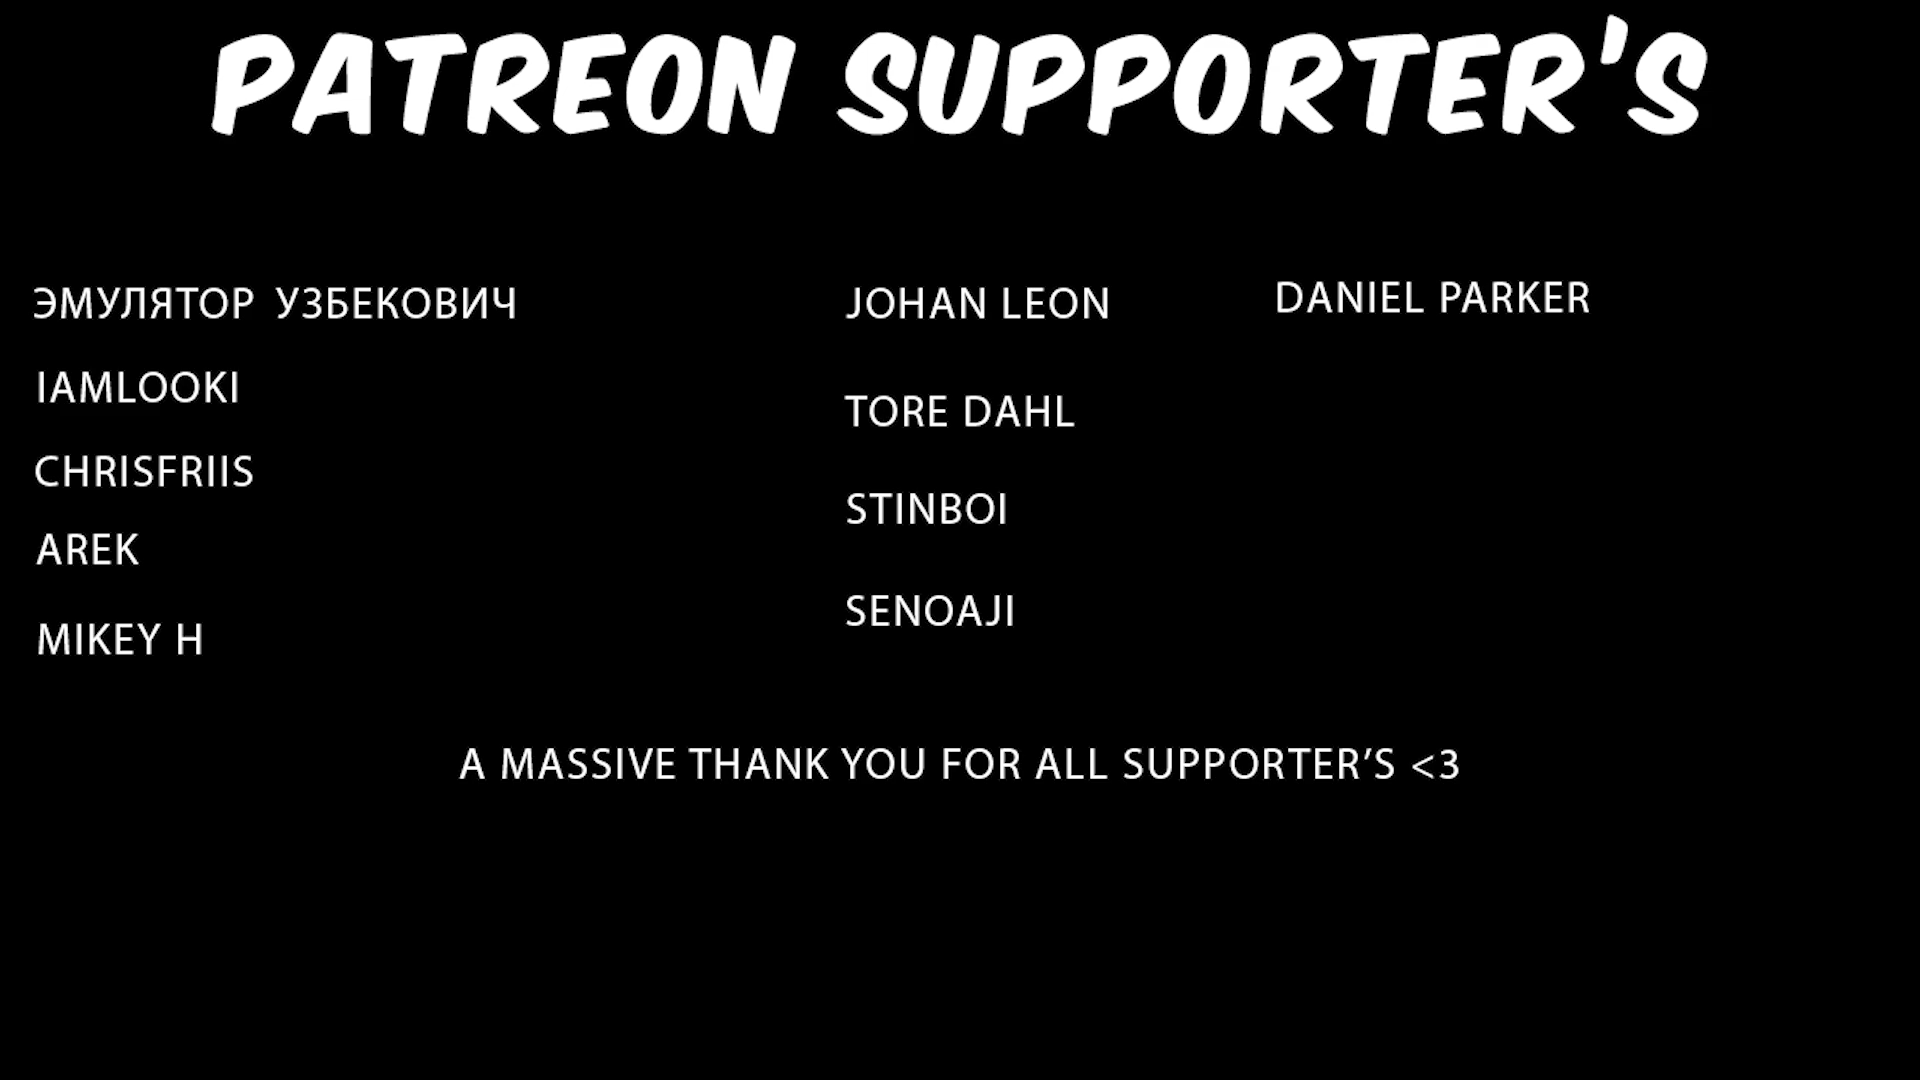 PATREON SUPPORTER'S
ЭМУЛЯТОР УЗБЕКОВИЧ
IAMLOOKI
CHRISFRIIS
AREK
MIKEY H
JOHAN LEON
TORE DAHL
STINBOI
SENOAJI
DANIEL PARKER
A MASSIVE THANK YOU FOR ALL SUPPORTER’S <3